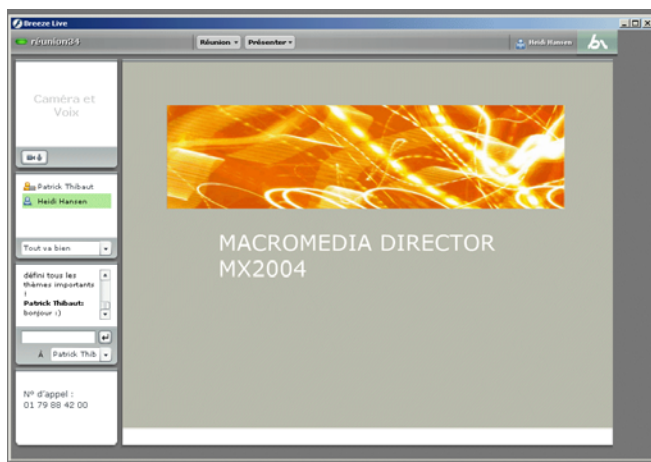 Breeze Live
réunion34
Réunion
Présenter
Heidi Hansen
Caméra et
Voix
Patrick Thibaut
Heidi Hansen
Tout va bien
défini tous les
thèmes importants
!
Patrick Thibaut:
bonjour :)
À Patrick Thib
N° d'appel :
01 79 88 42 00
MACROMEDIA DIRECTOR
MX2004